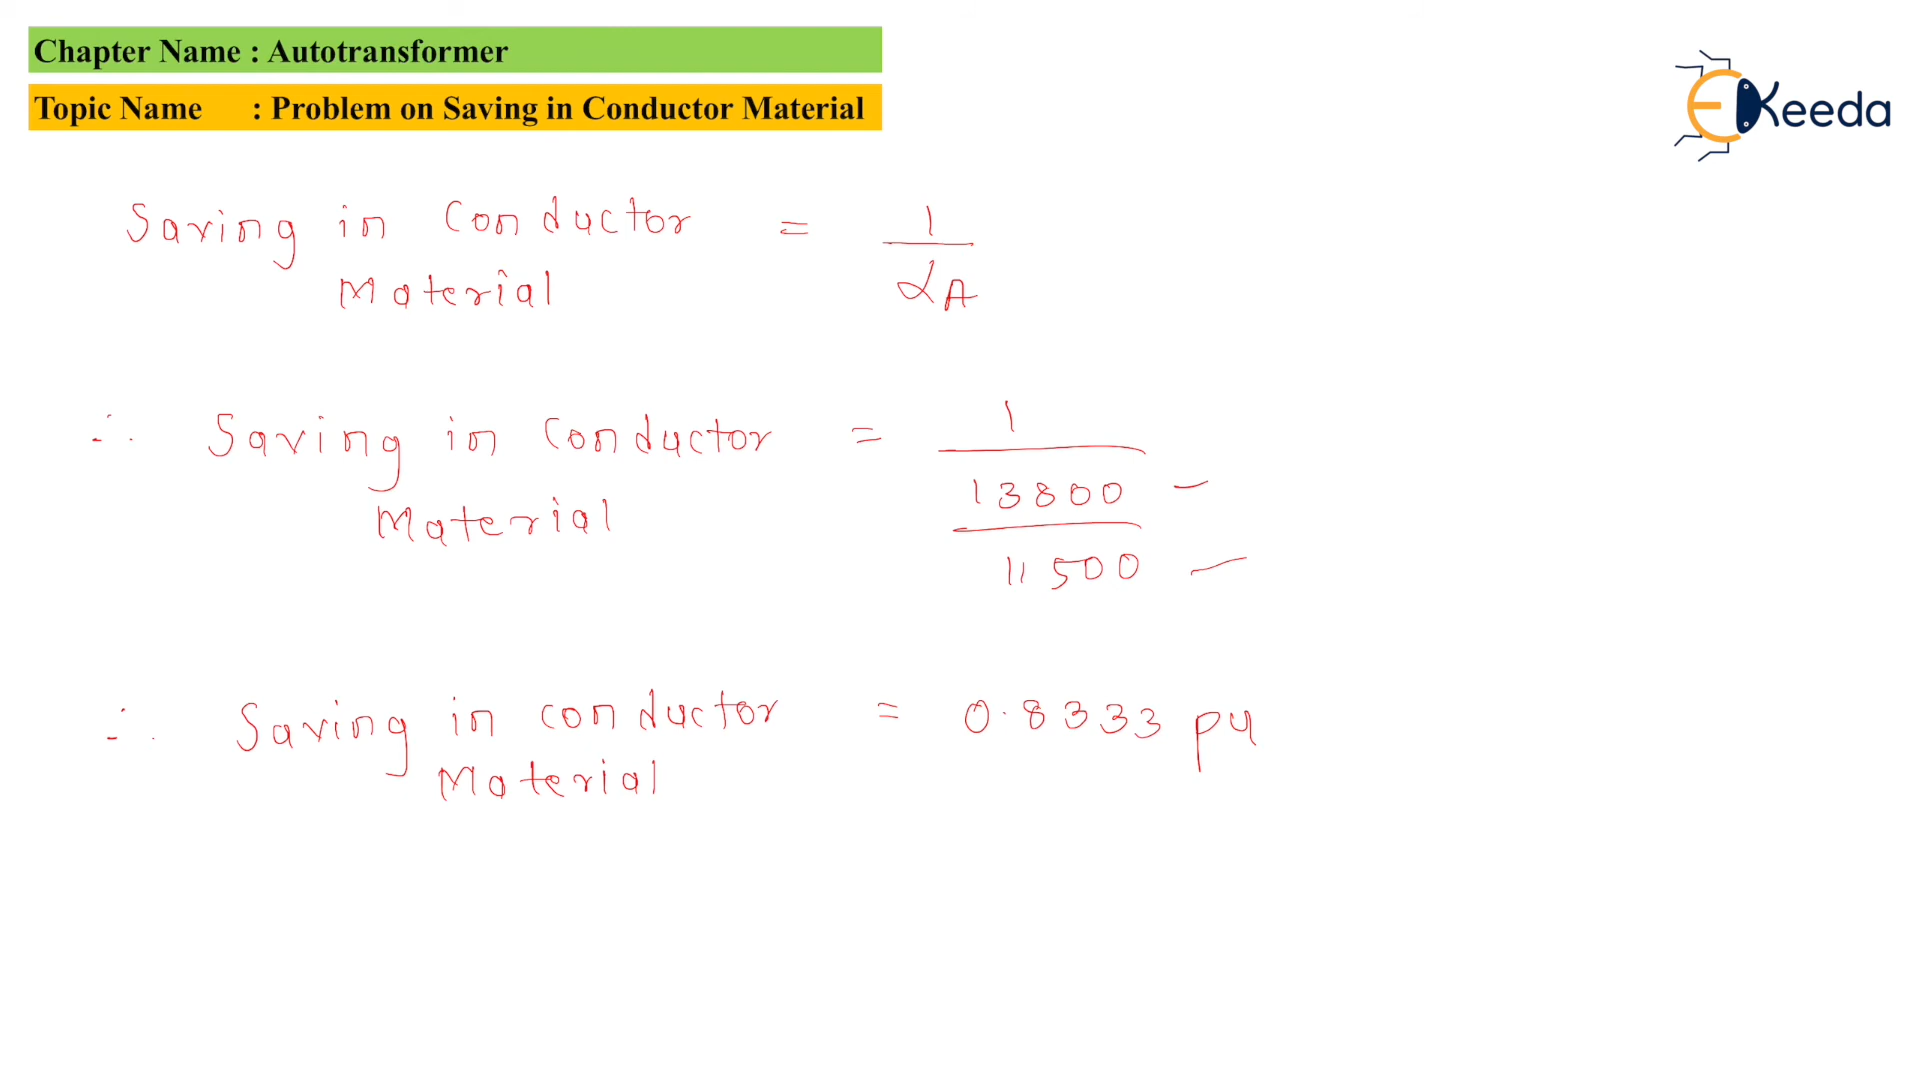 Chapter Name : Autotransformer
Topic Name : Problem on Saving in Conductor Material
EKeeda
Saving in Conductor = 1
Material αA
∴ Saving in Conductor = 1
Material 13800
11500
∴ Saving in conductor = 0.8333 pu
Material